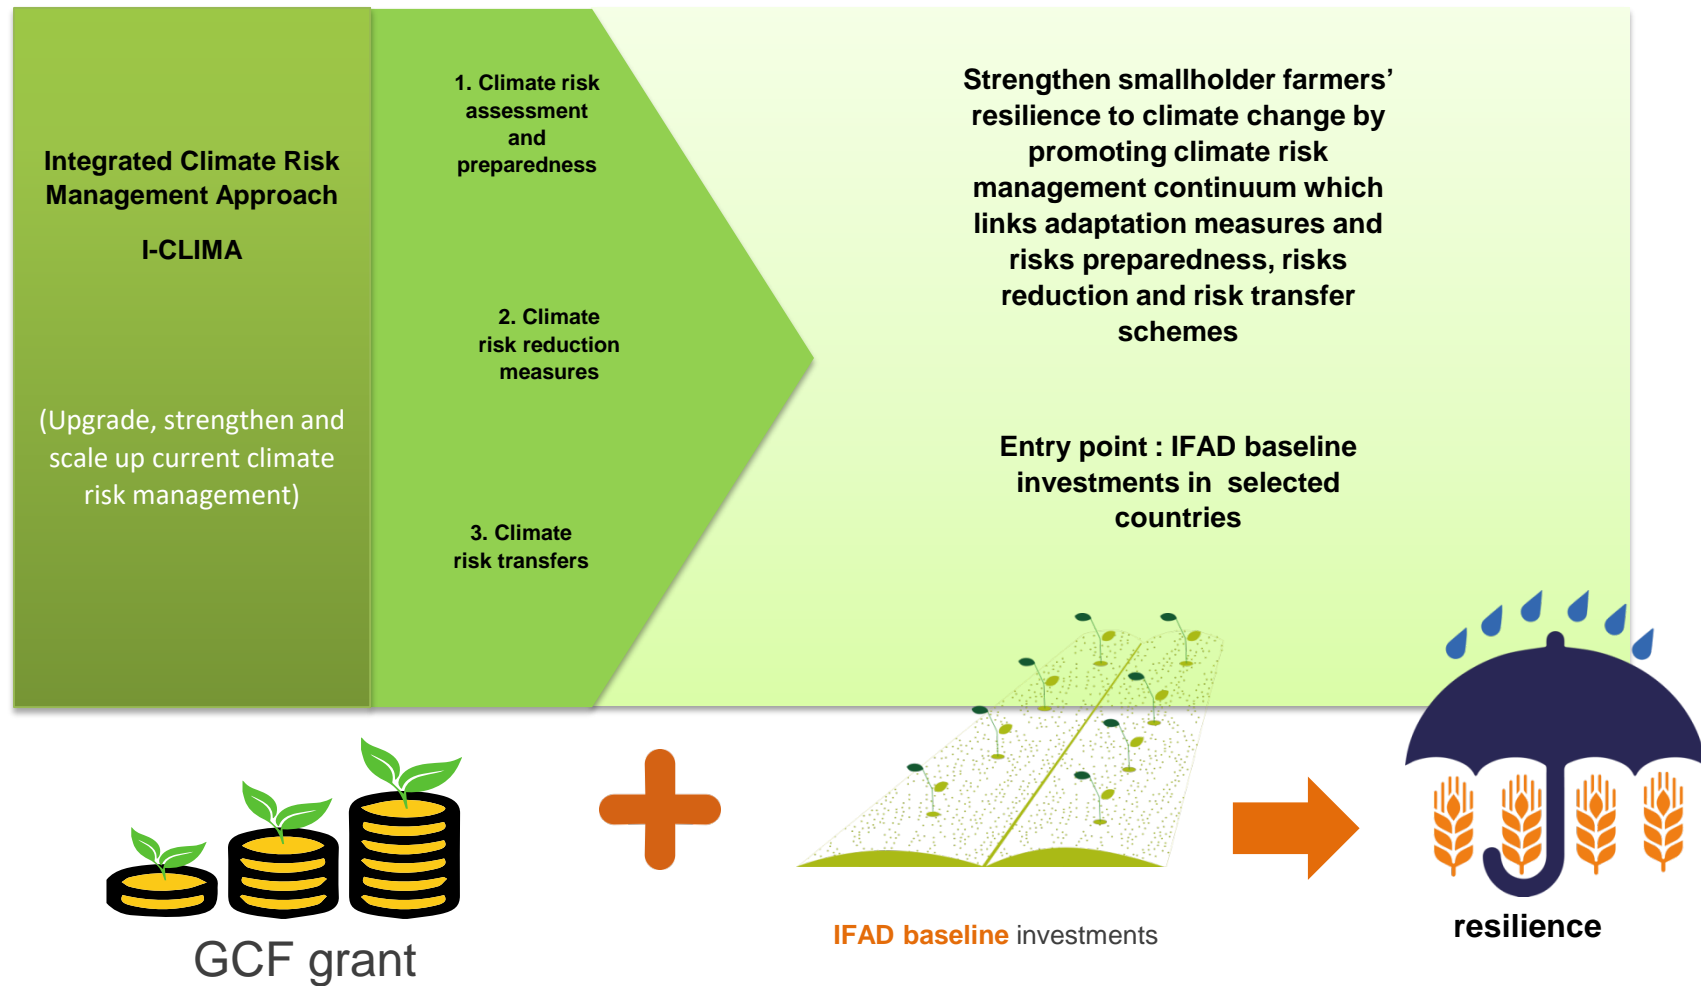 Integrated Climate Risk
Management Approach
I-CLIMA
(Upgrade, strengthen and
scale up current climate
risk management)
1. Climate risk
assessment
and
preparedness
2. Climate
risk reduction
measures
3. Climate
risk transfers
Strengthen smallholder farmers’
resilience to climate change by
promoting climate risk
management continuum which
links adaptation measures and
risks preparedness, risks
reduction and risk transfer
schemes
Entry point : IFAD baseline
investments in selected
countries
GCF grant
IFAD baseline investments
resilience